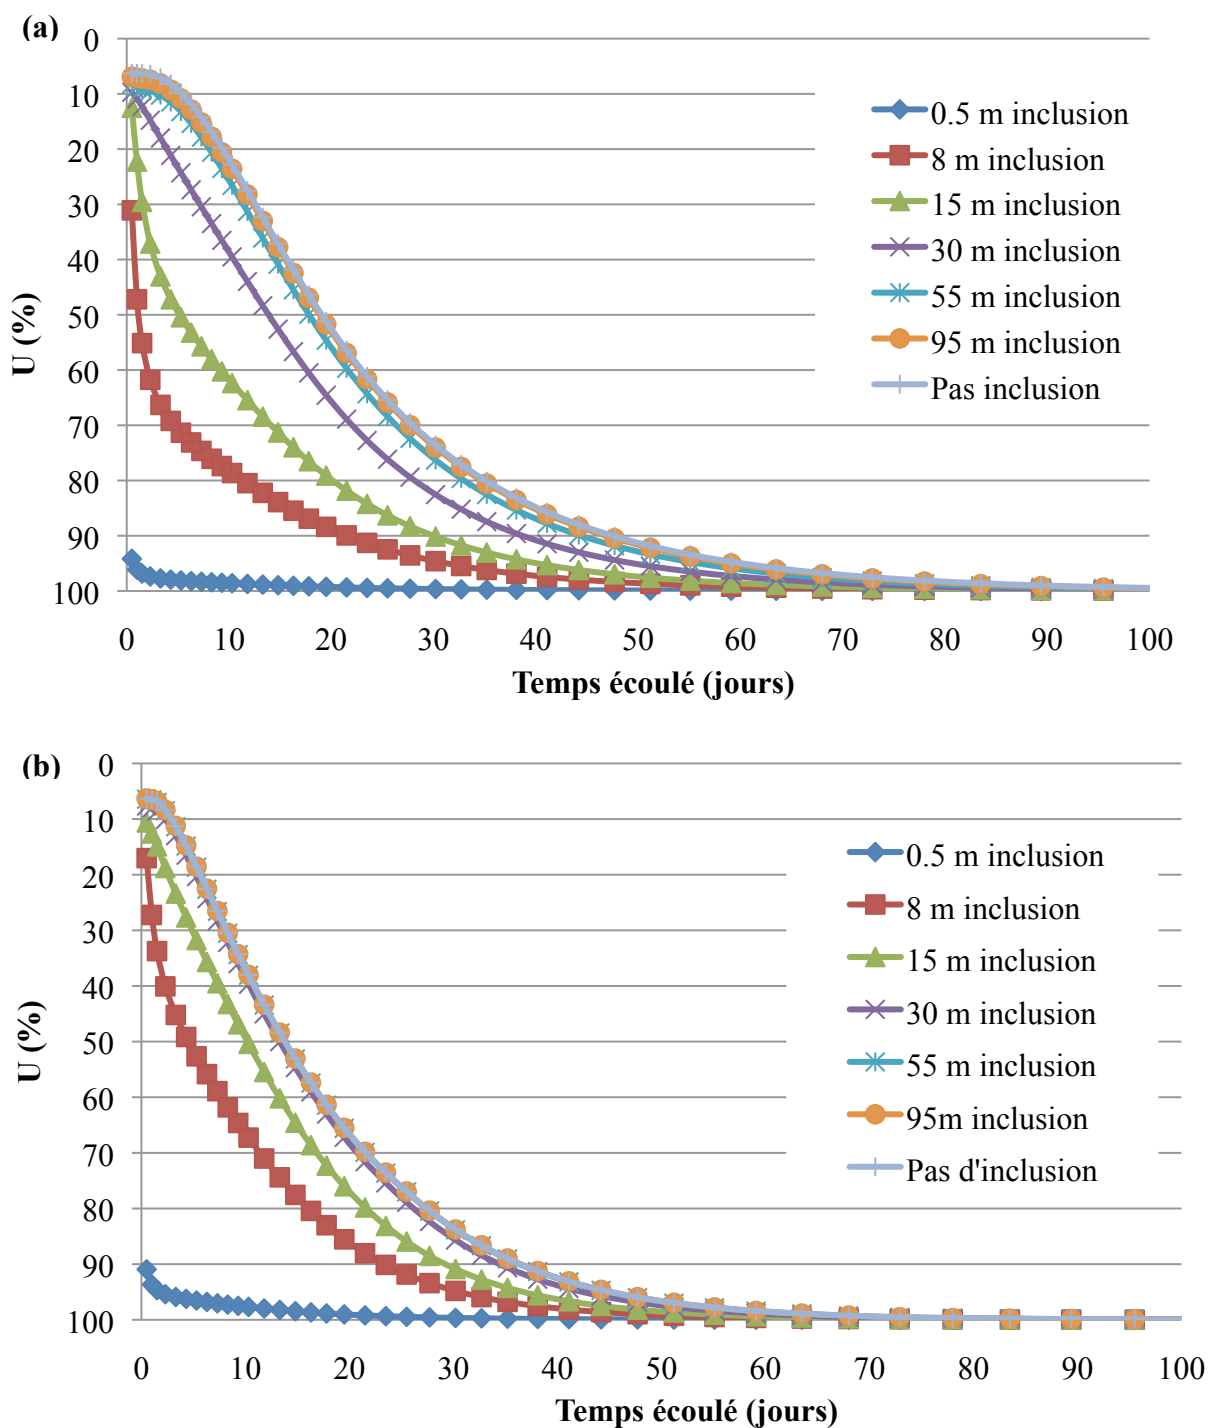 (a)
0
10
20
30
40
50
60
70
80
90
100
U (%)
0.5 m inclusion
8 m inclusion
15 m inclusion
30 m inclusion
55 m inclusion
95 m inclusion
Pas inclusion
0 10 20 30 40 50 60 70 80 90 100
Temps écoulé (jours)
(b)
0
10
20
30
40
50
60
70
80
90
100
U (%)
0.5 m inclusion
8 m inclusion
15 m inclusion
30 m inclusion
55 m inclusion
95m inclusion
Pas d'inclusion
0 10 20 30 40 50 60 70 80 90 100
Temps écoulé (jours)